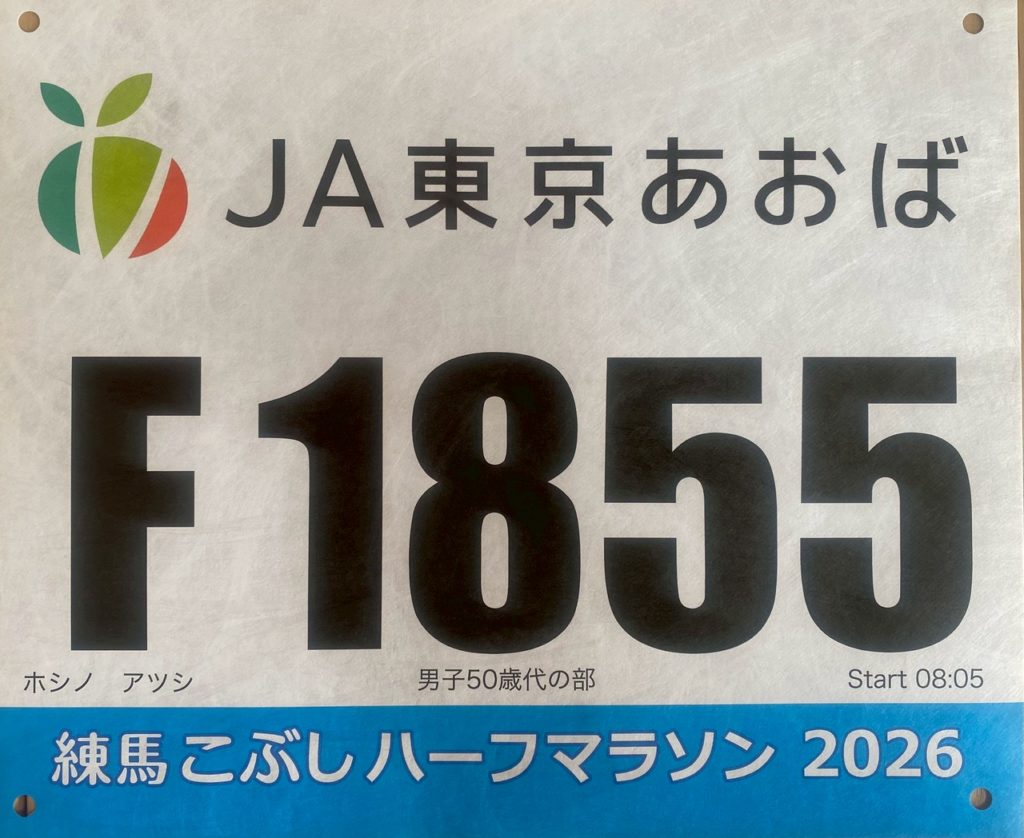 JA東京あおば
F1855
ホシノ　アツシ
男子50歳代の部
Start 08:05
練馬こぶしハーフマラソン 2026